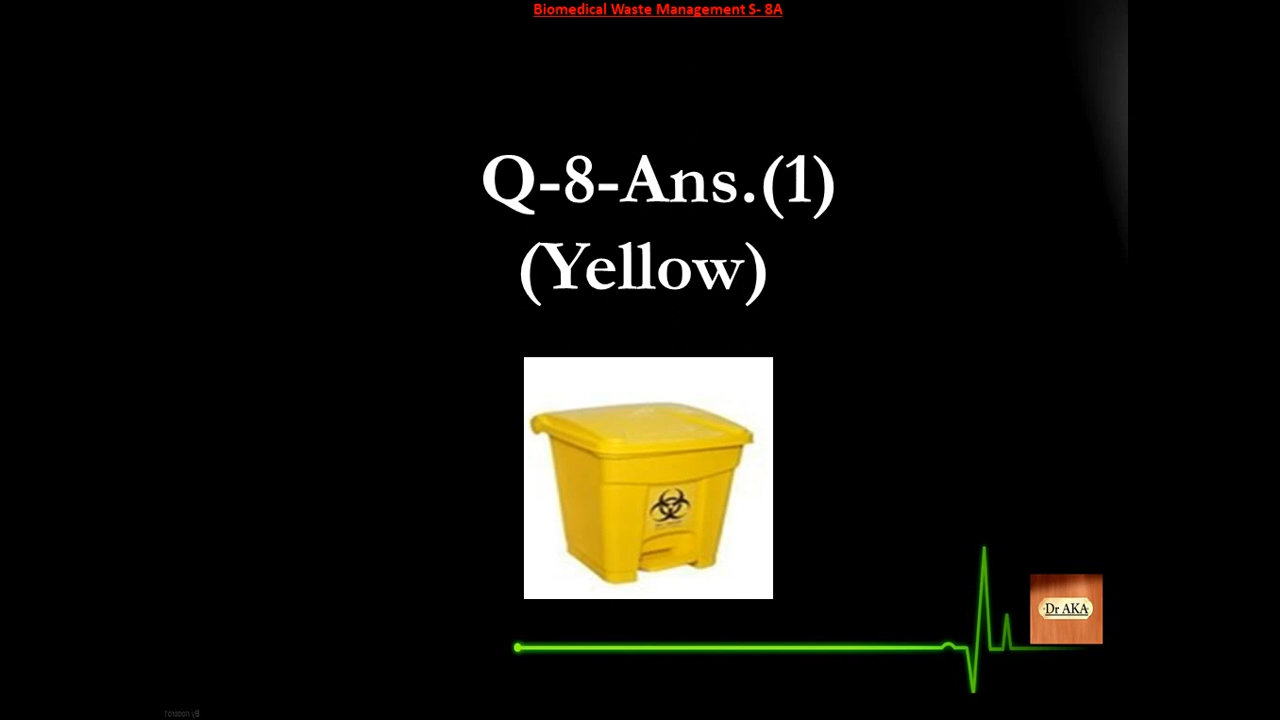 Biomedical Waste Management S- 8A
Q-8-Ans.(1)
(Yellow)
Dr AKA